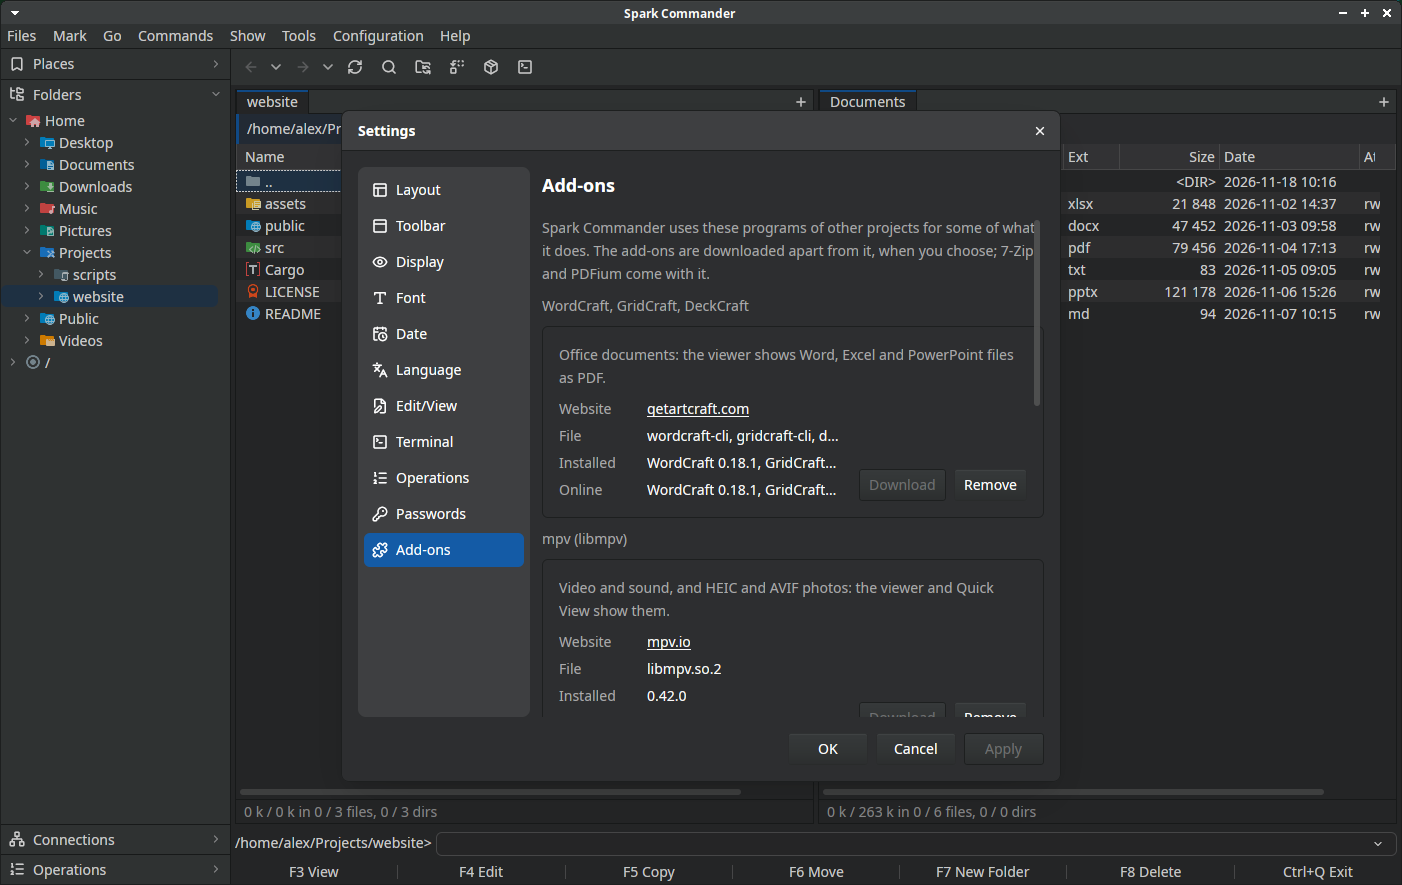 Spark Commander
Files Mark Go Commands Show Tools Configuration Help
Places
Folders
Home
Desktop
Documents
Downloads
Music
Pictures
Projects
scripts
website
Public
Videos
/
Connections
Operations
website
/home/alex/Pr
Name
..
assets
public
src
Cargo
LICENSE
README
0 k / 0 k in 0 / 3 files, 0 / 3 dirs
Documents
Ext Size Date At
<DIR> 2026-11-18 10:16
xlsx 21 848 2026-11-02 14:37 rw
docx 47 452 2026-11-03 09:58 rw
pdf 79 456 2026-11-04 17:13 rw
txt 83 2026-11-05 09:05 rw
pptx 121 178 2026-11-06 15:26 rw
md 94 2026-11-07 10:15 rw
0 k / 263 k in 0 / 6 files, 0 / 0 dirs
Settings
Layout
Toolbar
Display
Font
Date
Language
Edit/View
Terminal
Operations
Passwords
Add-ons
Add-ons
Spark Commander uses these programs of other projects for some of what
it does. The add-ons are downloaded apart from it, when you choose; 7-Zip
and PDFium come with it.
WordCraft, GridCraft, DeckCraft
Office documents: the viewer shows Word, Excel and PowerPoint files
as PDF.
Website getartcraft.com
File wordcraft-cli, gridcraft-cli, d...
Installed WordCraft 0.18.1, GridCraft...
Online WordCraft 0.18.1, GridCraft...
Download Remove
mpv (libmpv)
Video and sound, and HEIC and AVIF photos: the viewer and Quick
View show them.
Website mpv.io
File libmpv.so.2
Installed 0.42.0
Download Remove
OK Cancel Apply
/home/alex/Projects/website>
F3 View F4 Edit F5 Copy F6 Move F7 New Folder F8 Delete Ctrl+Q Exit